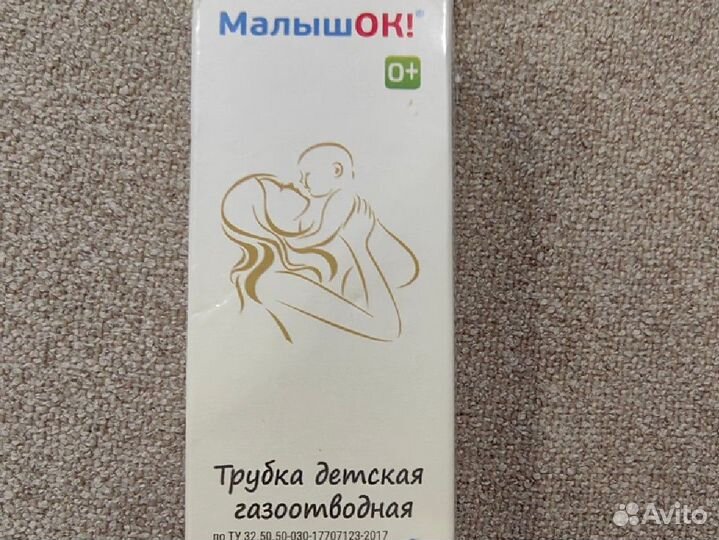 МалышОК!®
0+
Трубка детская
газоотводная
по ТУ 32.50.50-030-17707123-2017
Avito